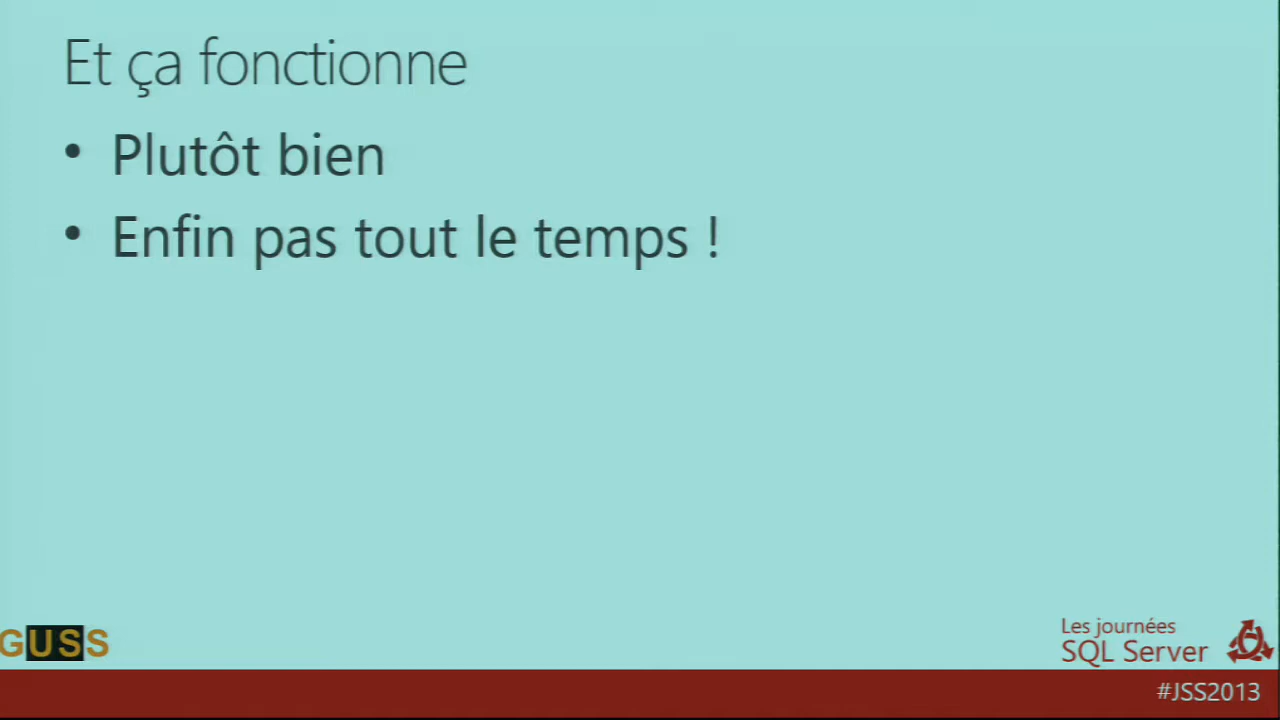 Et ça fonctionne
• Plutôt bien
• Enfin pas tout le temps !
GUSS
Les journées
SQL Server
#JSS2013